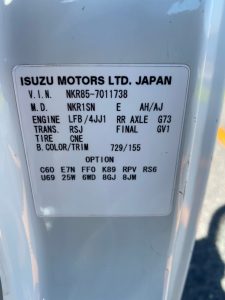 ISUZU MOTORS LTD. JAPAN
V.I.N. NKR85-7011738
M.D. NKR1SN E AH/AJ
ENGINE LFB/4JJ1 RR AXLE G73
TRANS. RSJ FINAL GV1
TIRE CNE
B.COLOR/TRIM 729/155
OPTION
C60 E7N FF0 K89 RPV RS6
U69 25W 6WD 8GJ 8JM